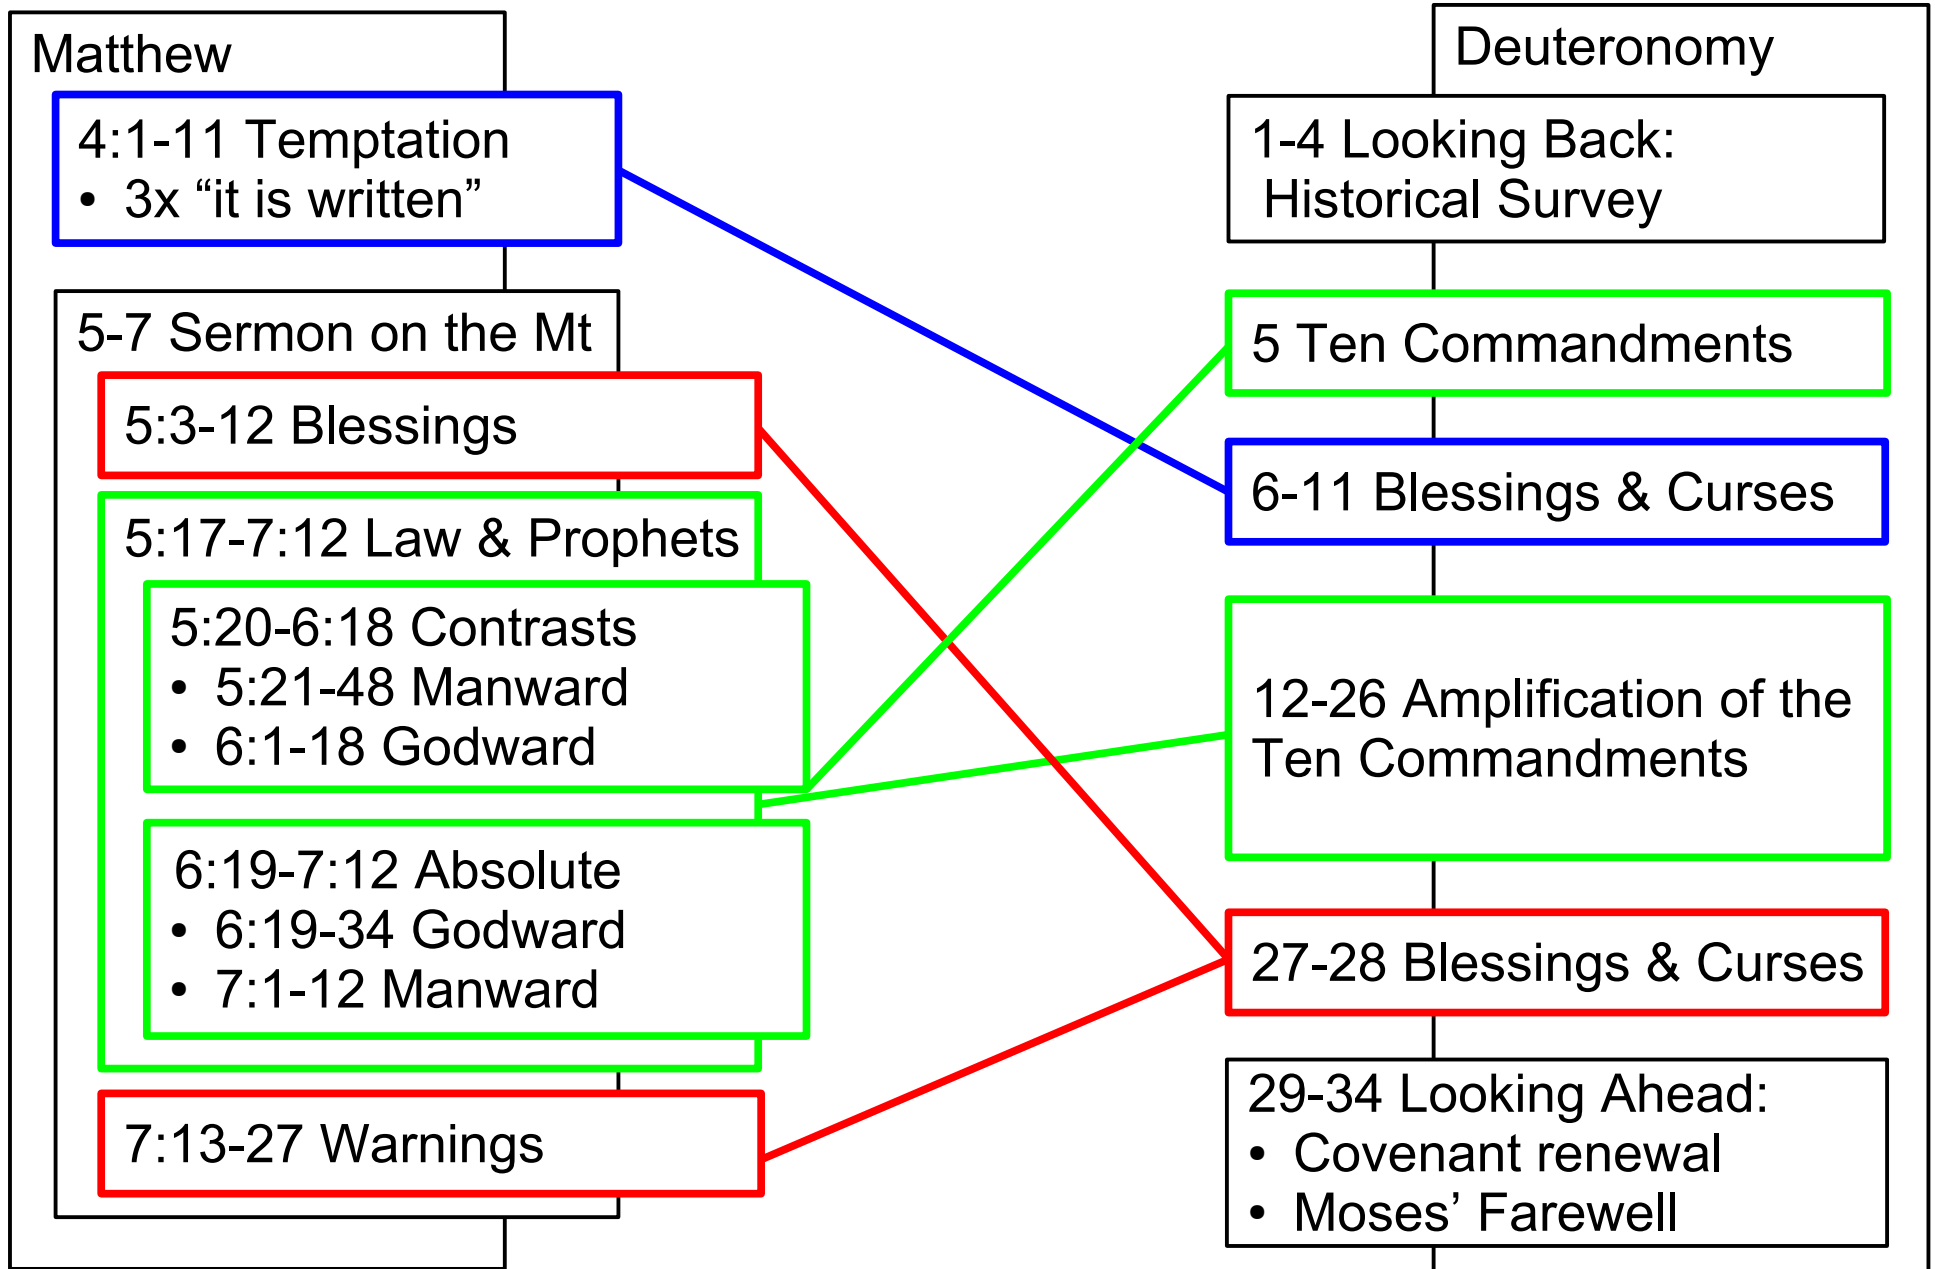 Matthew
4:1-11 Temptation
• 3x “it is written”
5-7 Sermon on the Mt
5:3-12 Blessings
5:17-7:12 Law & Prophets
5:20-6:18 Contrasts
• 5:21-48 Manward
• 6:1-18 Godward
6:19-7:12 Absolute
• 6:19-34 Godward
• 7:1-12 Manward
7:13-27 Warnings
Deuteronomy
1-4 Looking Back:
Historical Survey
5 Ten Commandments
6-11 Blessings & Curses
12-26 Amplification of the
Ten Commandments
27-28 Blessings & Curses
29-34 Looking Ahead:
• Covenant renewal
• Moses’ Farewell